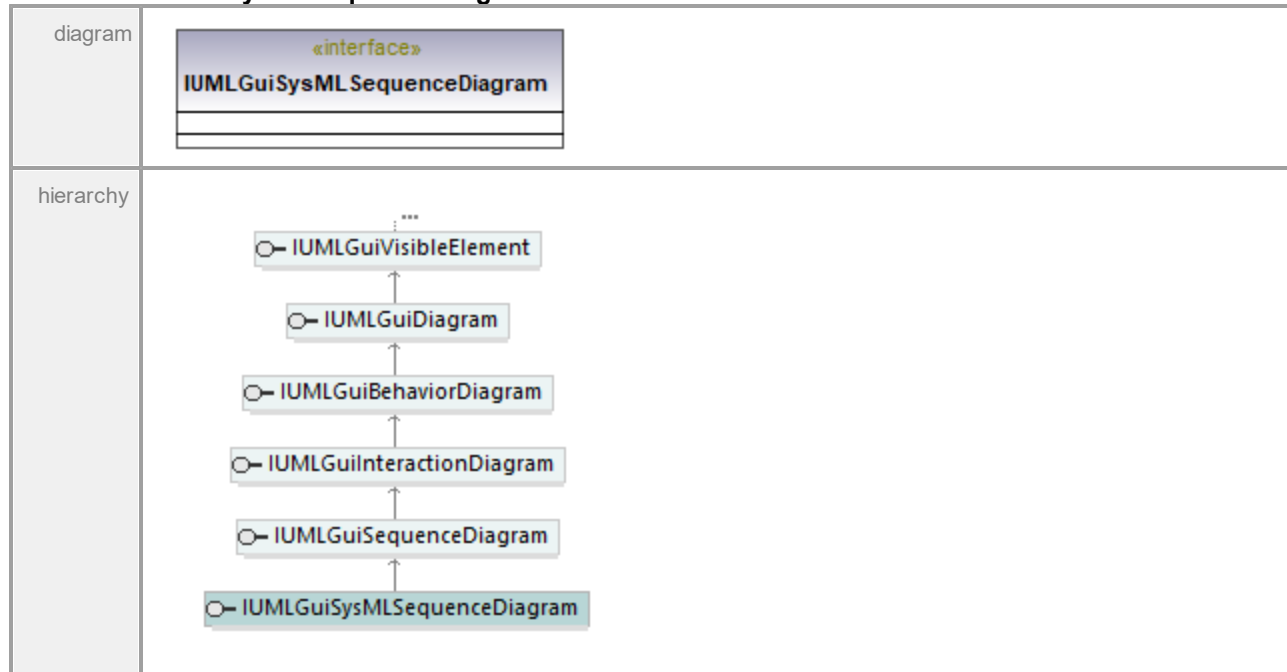 diagram
«interface»
IUMLGuiSysMLSequenceDiagram
hierarchy
...
IUMLGuiVisibleElement
IUMLGuiDiagram
IUMLGuiBehaviorDiagram
IUMLGuiInteractionDiagram
IUMLGuiSequenceDiagram
IUMLGuiSysMLSequenceDiagram